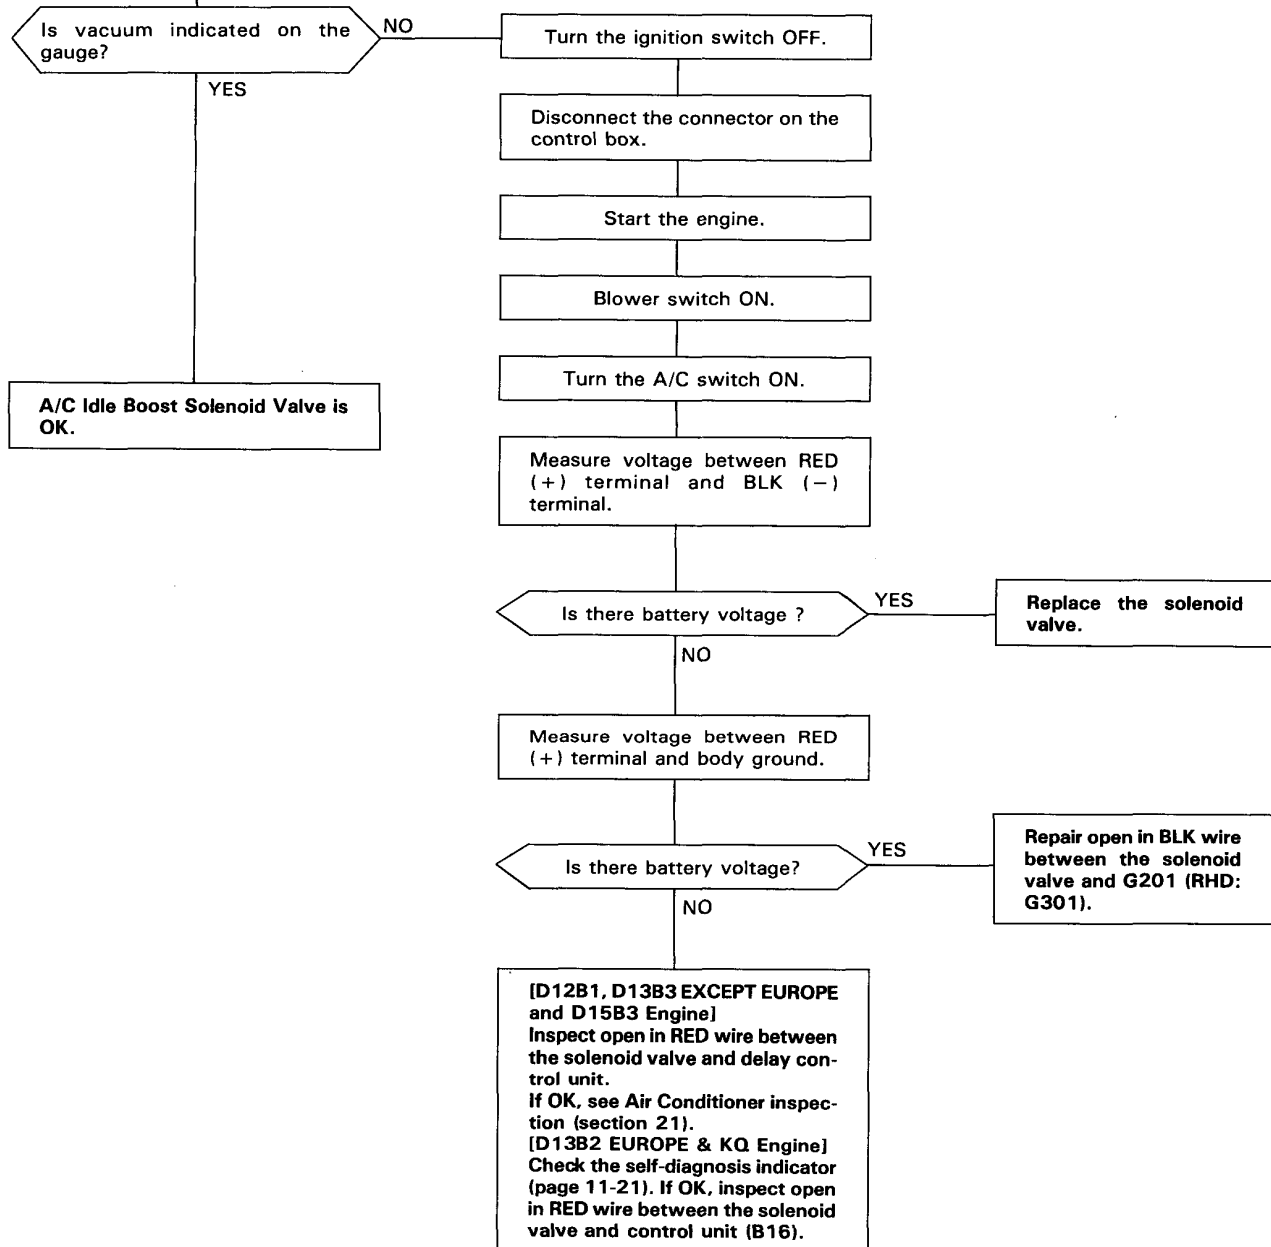 Is vacuum indicated on the
gauge?
NO
YES
Turn the ignition switch OFF.
Disconnect the connector on the
control box.
Start the engine.
Blower switch ON.
Turn the A/C switch ON.
A/C Idle Boost Solenoid Valve is
OK.
Measure voltage between RED
(+) terminal and BLK (−)
terminal.
Is there battery voltage ?
YES
Replace the solenoid
valve.
NO
Measure voltage between RED
(+) terminal and body ground.
Is there battery voltage?
YES
Repair open in BLK wire
between the solenoid
valve and G201 (RHD:
G301).
NO
[D12B1, D13B3 EXCEPT EUROPE
and D15B3 Engine]
Inspect open in RED wire between
the solenoid valve and delay con-
trol unit.
If OK, see Air Conditioner inspec-
tion (section 21).
[D13B2 EUROPE & KQ Engine]
Check the self-diagnosis indicator
(page 11-21). If OK, inspect open
in RED wire between the solenoid
valve and control unit (B16).